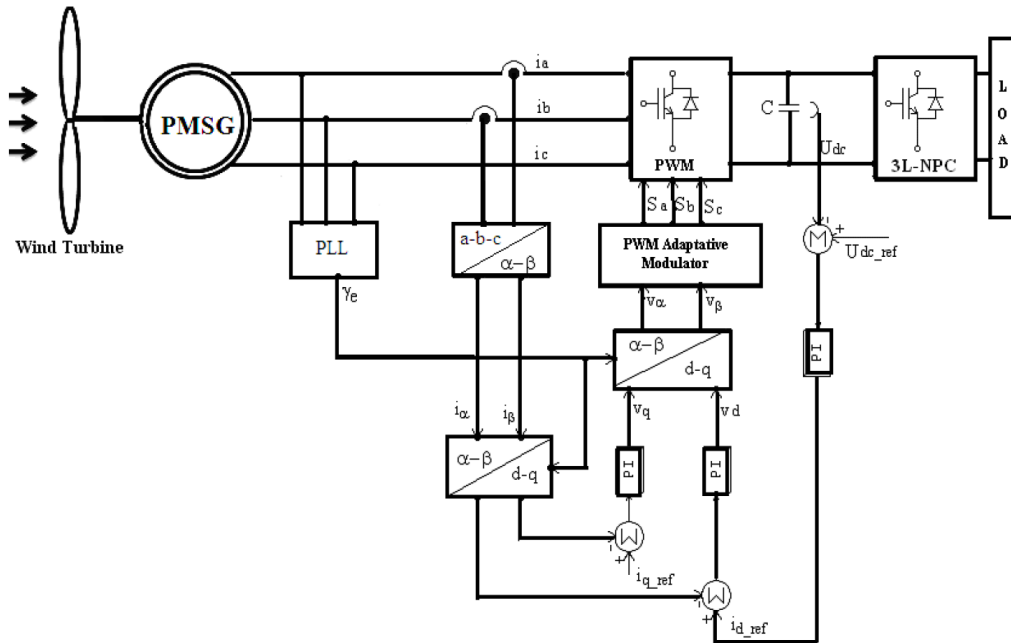 ia
ib
ic
PMSG
Wind Turbine
PWM
C
Udc
3L-NPC
LOAD
Sa
Sb
Sc
PLL
γe
a-b-c
α-β
PWM Adaptative
Modulator
-
+
M
Udc_ref
vα
vβ
α-β
d-q
PI
iα
iβ
vq
vd
α-β
d-q
PI
PI
-
+
Σ
iq_ref
-
+
Σ
id_ref